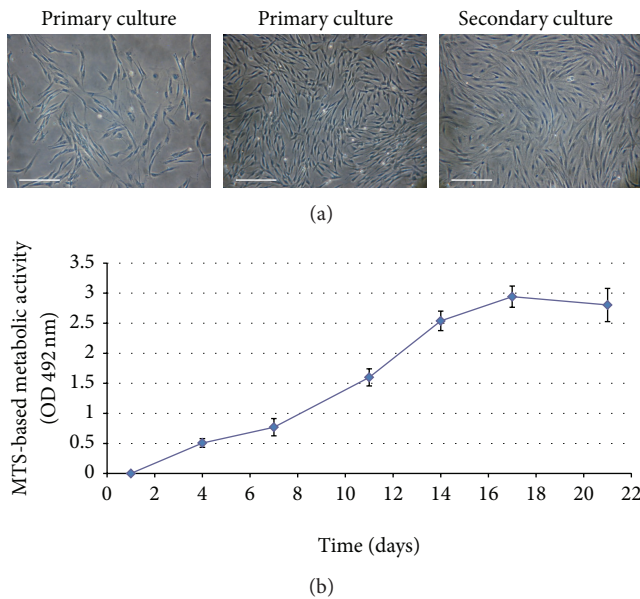 Primary culture
Primary culture
Secondary culture
(a)
MTS-based metabolic activity
(OD 492 nm)
3.5
3
2.5
2
1.5
1
0.5
0
0 2 4 6 8 10 12 14 16 18 20 22
Time (days)
(b)